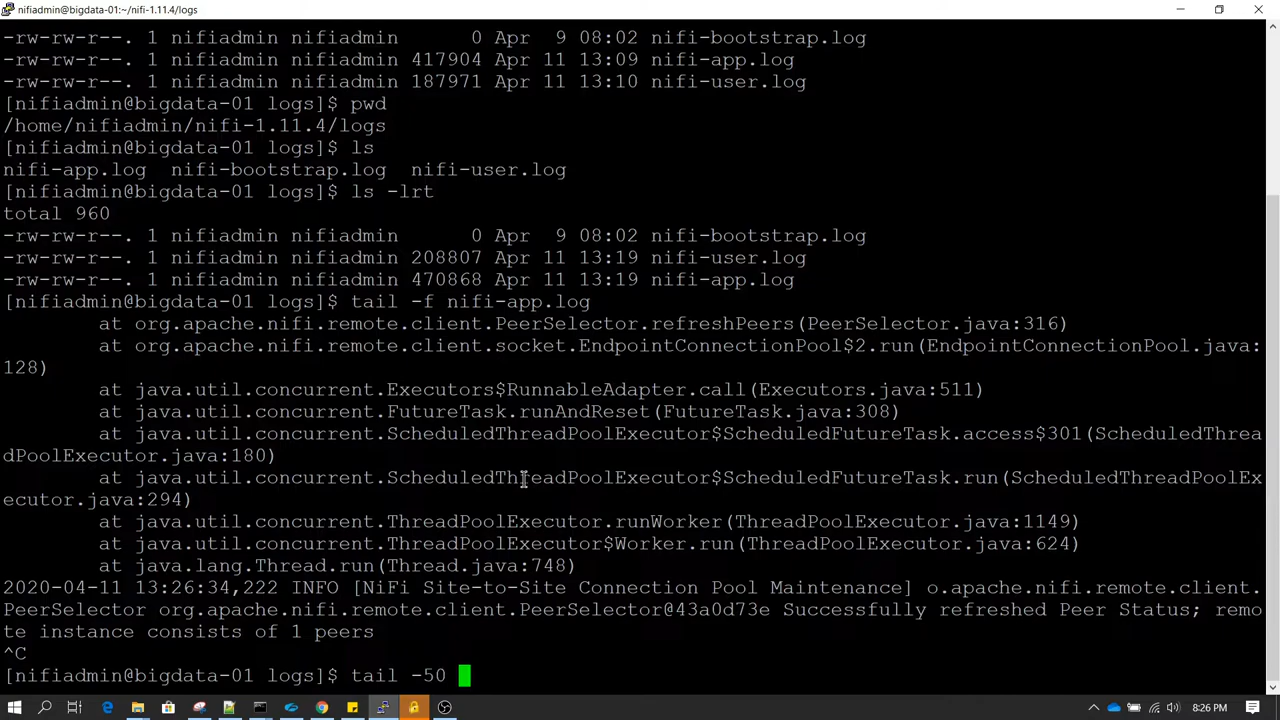 nifiadmin@bigdata-01:~/nifi-1.11.4/logs
-rw-rw-r--. 1 nifiadmin nifiadmin      0 Apr  9 08:02 nifi-bootstrap.log
-rw-rw-r--. 1 nifiadmin nifiadmin 417904 Apr 11 13:09 nifi-app.log
-rw-rw-r--. 1 nifiadmin nifiadmin 187971 Apr 11 13:10 nifi-user.log
[nifiadmin@bigdata-01 logs]$ pwd
/home/nifiadmin/nifi-1.11.4/logs
[nifiadmin@bigdata-01 logs]$ ls
nifi-app.log  nifi-bootstrap.log  nifi-user.log
[nifiadmin@bigdata-01 logs]$ ls -lrt
total 960
-rw-rw-r--. 1 nifiadmin nifiadmin      0 Apr  9 08:02 nifi-bootstrap.log
-rw-rw-r--. 1 nifiadmin nifiadmin 208807 Apr 11 13:19 nifi-user.log
-rw-rw-r--. 1 nifiadmin nifiadmin 470868 Apr 11 13:19 nifi-app.log
[nifiadmin@bigdata-01 logs]$ tail -f nifi-app.log
        at org.apache.nifi.remote.client.PeerSelector.refreshPeers(PeerSelector.java:316)
        at org.apache.nifi.remote.client.socket.EndpointConnectionPool$2.run(EndpointConnectionPool.java:
128)
        at java.util.concurrent.Executors$RunnableAdapter.call(Executors.java:511)
        at java.util.concurrent.FutureTask.runAndReset(FutureTask.java:308)
        at java.util.concurrent.ScheduledThreadPoolExecutor$ScheduledFutureTask.access$301(ScheduledThrea
dPoolExecutor.java:180)
        at java.util.concurrent.ScheduledThreadPoolExecutor$ScheduledFutureTask.run(ScheduledThreadPoolEx
ecutor.java:294)
        at java.util.concurrent.ThreadPoolExecutor.runWorker(ThreadPoolExecutor.java:1149)
        at java.util.concurrent.ThreadPoolExecutor$Worker.run(ThreadPoolExecutor.java:624)
        at java.lang.Thread.run(Thread.java:748)
2020-04-11 13:26:34,222 INFO [NiFi Site-to-Site Connection Pool Maintenance] o.apache.nifi.remote.client.
PeerSelector org.apache.nifi.remote.client.PeerSelector@43a0d73e Successfully refreshed Peer Status; remo
te instance consists of 1 peers
^C
[nifiadmin@bigdata-01 logs]$ tail -50
8:26 PM